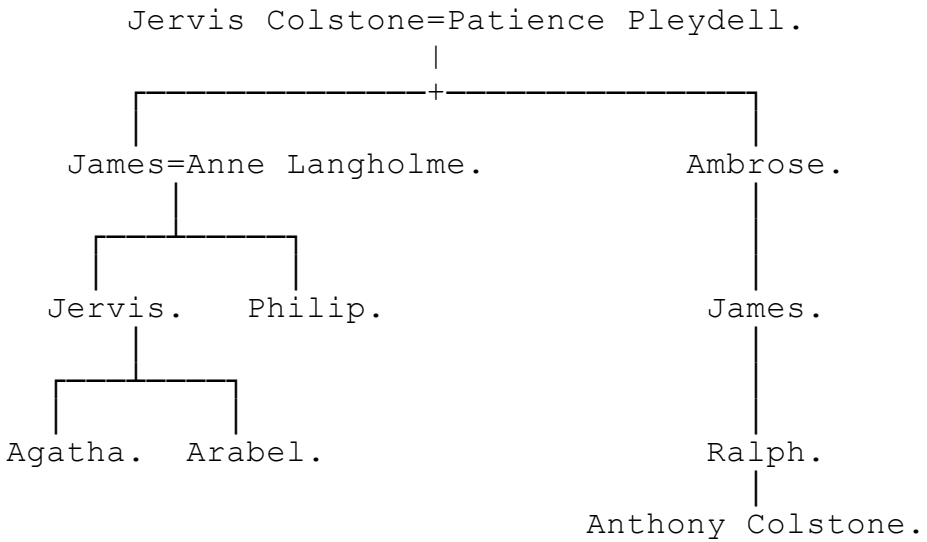 Jervis Colstone=Patience Pleydell.
James=Anne Langholme. Ambrose.
Jervis. Philip. James.
Agatha. Arabel. Ralph.
Anthony Colstone.